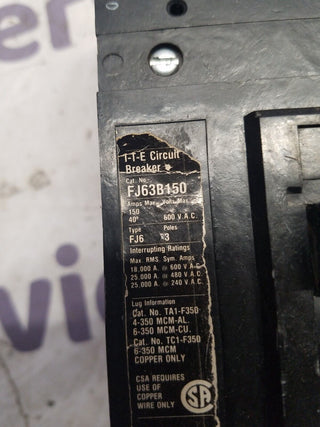 I-T-E Circuit
Breaker
Cat. No.
FJ63B150
Amps Max. Volts Max.
150
40° 600 V A.C.
Type Poles
FJ6 3
Interrupting Ratings
Max. RMS. Sym. Amps
18,000 A. @ 600 V A.C.
25,000 A. @ 480 V A.C.
25,000 A. @ 240 V A.C.
Lug Information
Cat. No. TA1-F350
4-350 MCM-AL.
6-350 MCM-CU.
Cat. No. TC1-F350
6-350 MCM
COPPER ONLY
CSA REQUIRES
USE OF
COPPER
WIRE ONLY
SA